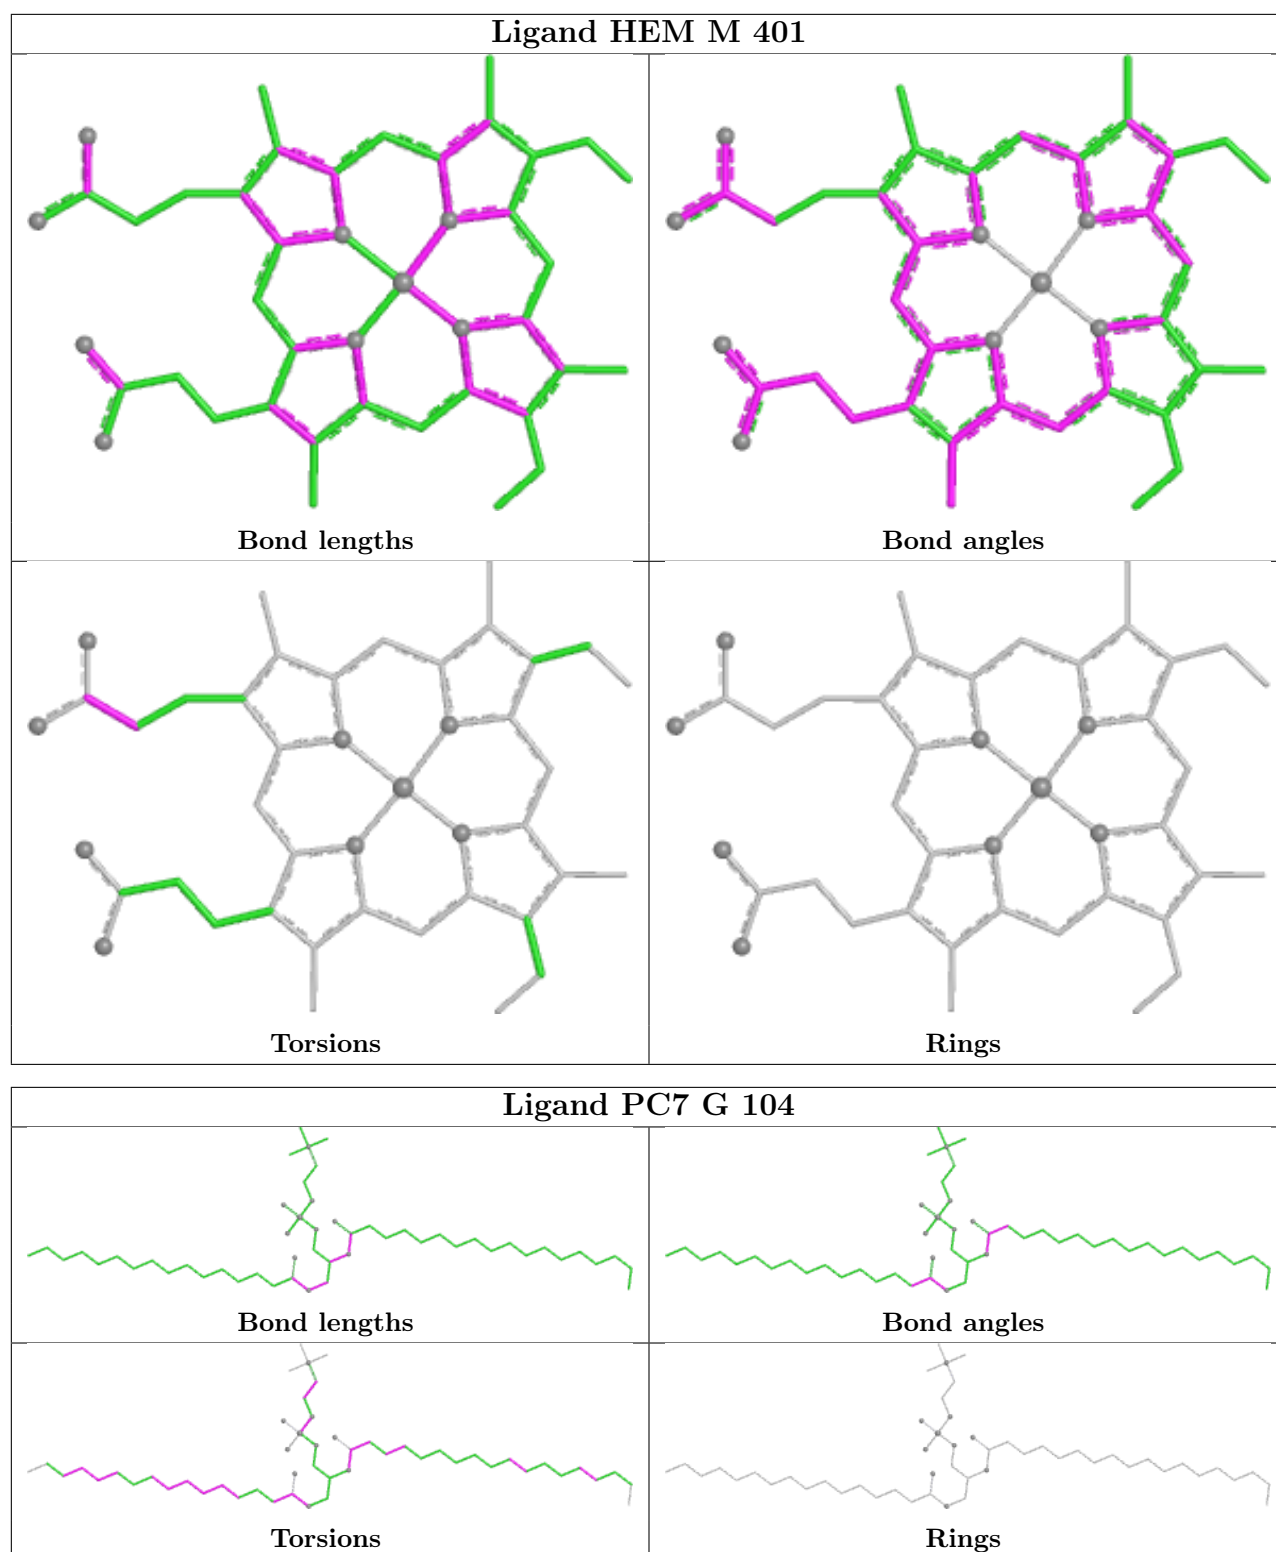 Ligand HEM M 401
Bond lengths
Bond angles
Torsions
Rings
Ligand PC7 G 104
Bond lengths
Bond angles
Torsions
Rings